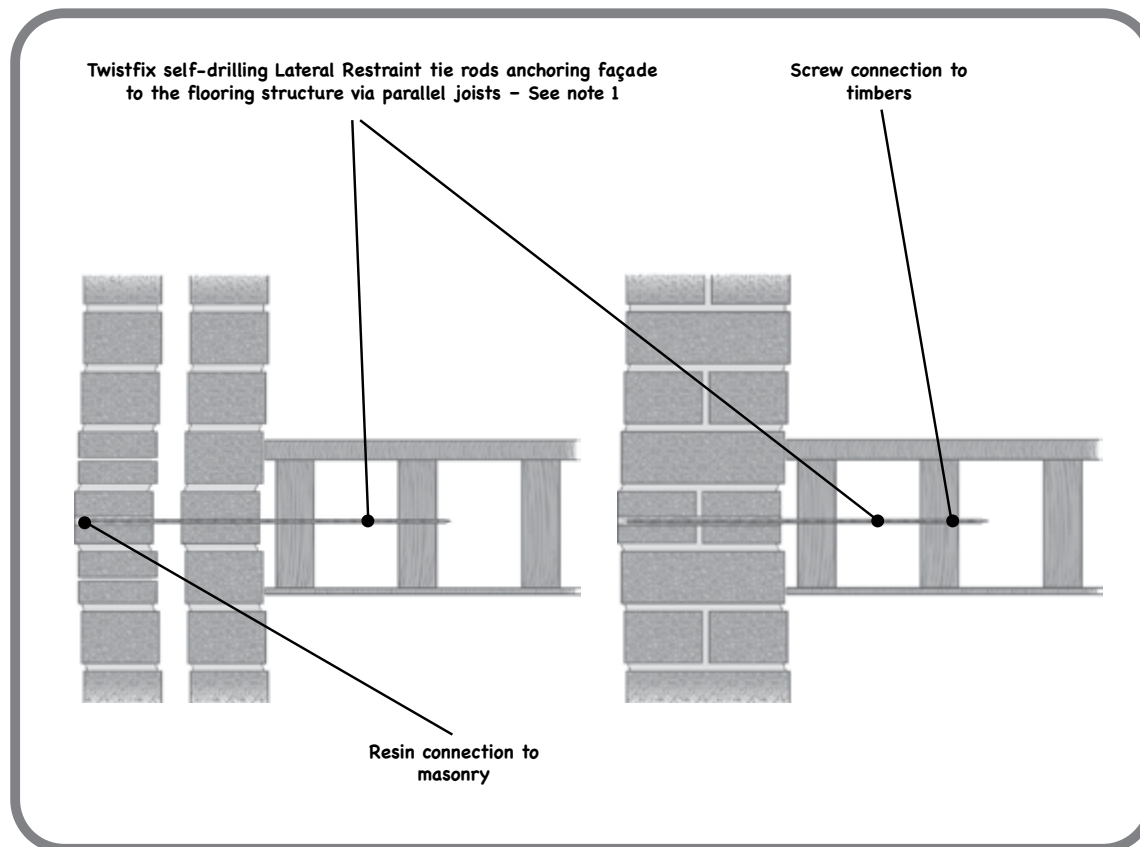 Twistfix self-drilling Lateral Restraint tie rods anchoring façade
to the flooring structure via parallel joists – See note 1
Screw connection to
timbers
Resin connection to
masonry